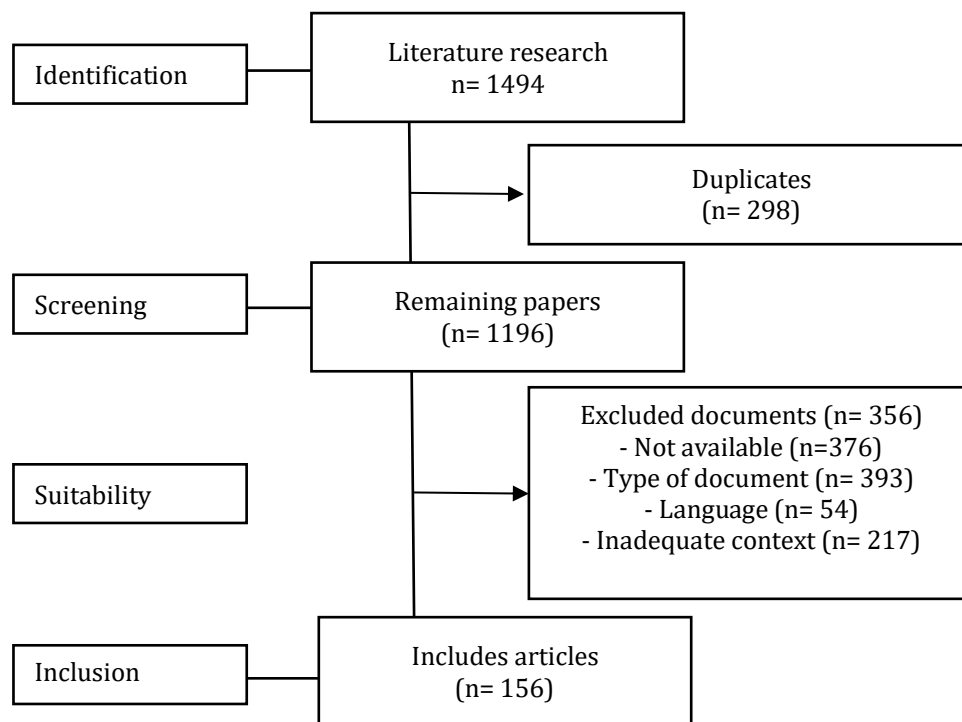 Identification
Literature research
n= 1494
Duplicates
(n= 298)
Screening
Remaining papers
(n= 1196)
Excluded documents (n= 356)
- Not available (n=376)
- Type of document (n= 393)
- Language (n= 54)
- Inadequate context (n= 217)
Suitability
Inclusion
Includes articles
(n= 156)